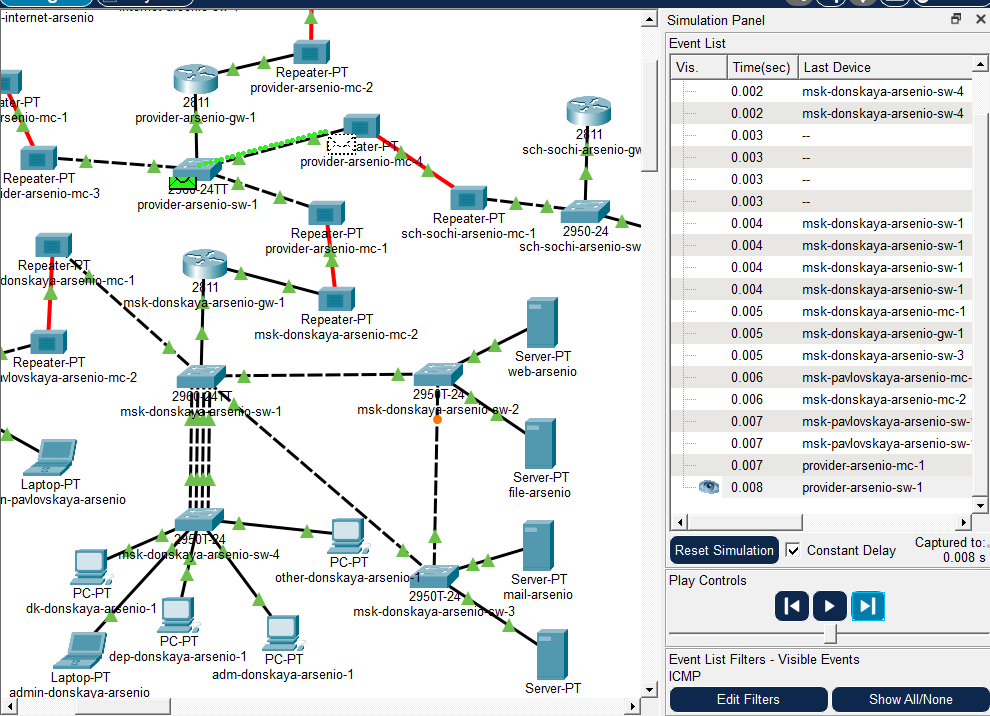 -internet-arsenio
Repeater-PT
provider-arsenio-mc-2
2811
provider-arsenio-gw-1
2811
sch-sochi-arsenio-gw
provider-arsenio-mc-4
Repeater-PT
ider-arsenio-mc-3
2960-24TT
provider-arsenio-sw-1
Repeater-PT
sch-sochi-arsenio-mc-1
2950-24
sch-sochi-arsenio-sw
Repeater-PT
provider-arsenio-mc-1
Repeater-PT
donskaya-arsenio-mc-1
2811
msk-donskaya-arsenio-gw-1
Repeater-PT
msk-donskaya-arsenio-mc-2
Repeater-PT
vlovskaya-arsenio-mc-2
Server-PT
web-arsenio
2960-24TT
msk-donskaya-arsenio-sw-1
2950T-24
msk-donskaya-arsenio-sw-2
Server-PT
file-arsenio
Laptop-PT
n-pavlovskaya-arsenio
2950T-24
msk-donskaya-arsenio-sw-4
PC-PT
other-donskaya-arsenio-1
Server-PT
mail-arsenio
2950T-24
msk-donskaya-arsenio-sw-3
PC-PT
dk-donskaya-arsenio-1
PC-PT
dep-donskaya-arsenio-1
PC-PT
adm-donskaya-arsenio-1
Laptop-PT
admin-donskaya-arsenio
Server-PT
Simulation Panel
Event List
Vis. Time(sec) Last Device
0.002 msk-donskaya-arsenio-sw-4
0.002 msk-donskaya-arsenio-sw-4
0.003 --
0.003 --
0.003 --
0.003 --
0.004 msk-donskaya-arsenio-sw-1
0.004 msk-donskaya-arsenio-sw-1
0.004 msk-donskaya-arsenio-sw-1
0.004 msk-donskaya-arsenio-sw-1
0.005 msk-donskaya-arsenio-mc-1
0.005 msk-donskaya-arsenio-gw-1
0.005 msk-donskaya-arsenio-sw-3
0.006 msk-pavlovskaya-arsenio-mc-
0.006 msk-donskaya-arsenio-mc-2
0.007 msk-pavlovskaya-arsenio-sw-
0.007 msk-pavlovskaya-arsenio-sw-
0.007 provider-arsenio-mc-1
0.008 provider-arsenio-sw-1
Reset Simulation Constant Delay Captured to:
0.008 s
Play Controls
Event List Filters - Visible Events
ICMP
Edit Filters Show All/None